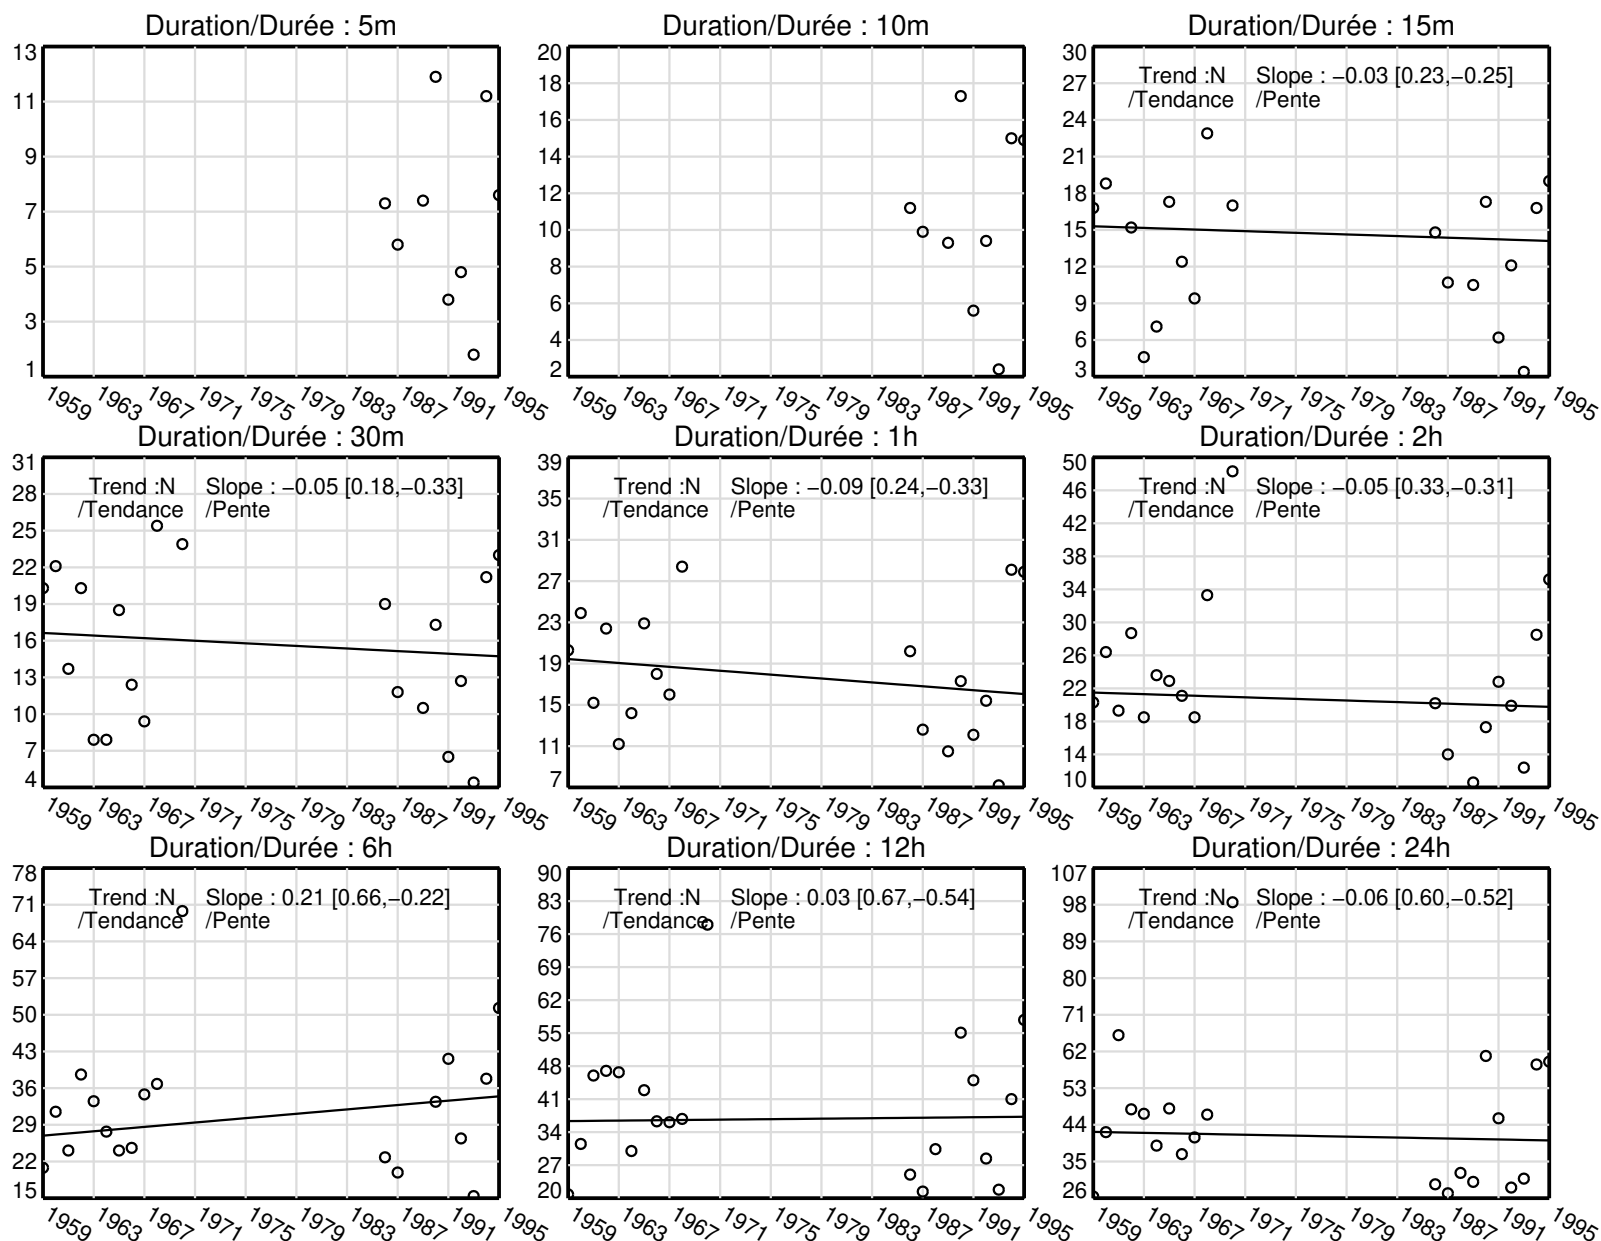 Duration/Durée : 5m
13
11
9
7
5
3
1
1959 1963 1967 1971 1975 1979 1983 1987 1991 1995
Duration/Durée : 10m
20
18
16
14
12
10
8
6
4
2
1959 1963 1967 1971 1975 1979 1983 1987 1991 1995
Duration/Durée : 15m
30
27
24
21
18
15
12
9
6
3
Trend :N Slope : −0.03 [0.23,−0.25]
/Tendance /Pente
1959 1963 1967 1971 1975 1979 1983 1987 1991 1995
Duration/Durée : 30m
31
28
25
22
19
16
13
10
7
4
Trend :N Slope : −0.05 [0.18,−0.33]
/Tendance /Pente
1959 1963 1967 1971 1975 1979 1983 1987 1991 1995
Duration/Durée : 1h
39
35
31
27
23
19
15
11
7
Trend :N Slope : −0.09 [0.24,−0.33]
/Tendance /Pente
1959 1963 1967 1971 1975 1979 1983 1987 1991 1995
Duration/Durée : 2h
50
46
42
38
34
30
26
22
18
14
10
Trend :N Slope : −0.05 [0.33,−0.31]
/Tendance /Pente
1959 1963 1967 1971 1975 1979 1983 1987 1991 1995
Duration/Durée : 6h
78
71
64
57
50
43
36
29
22
15
Trend :N Slope : 0.21 [0.66,−0.22]
/Tendance /Pente
1959 1963 1967 1971 1975 1979 1983 1987 1991 1995
Duration/Durée : 12h
90
83
76
69
62
55
48
41
34
27
20
Trend :N Slope : 0.03 [0.67,−0.54]
/Tendance /Pente
1959 1963 1967 1971 1975 1979 1983 1987 1991 1995
Duration/Durée : 24h
107
98
89
80
71
62
53
44
35
26
Trend :N Slope : −0.06 [0.60,−0.52]
/Tendance /Pente
1959 1963 1967 1971 1975 1979 1983 1987 1991 1995